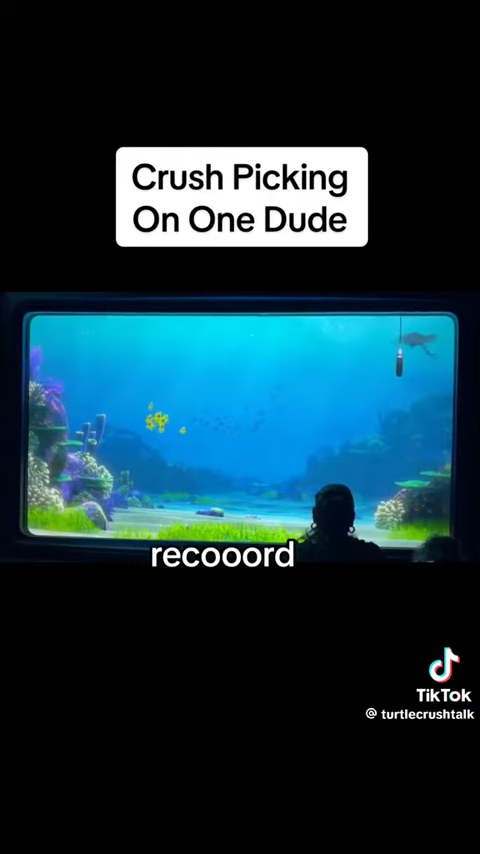 Crush Picking
On One Dude
recooord
TikTok
@ turtlecrushtalk